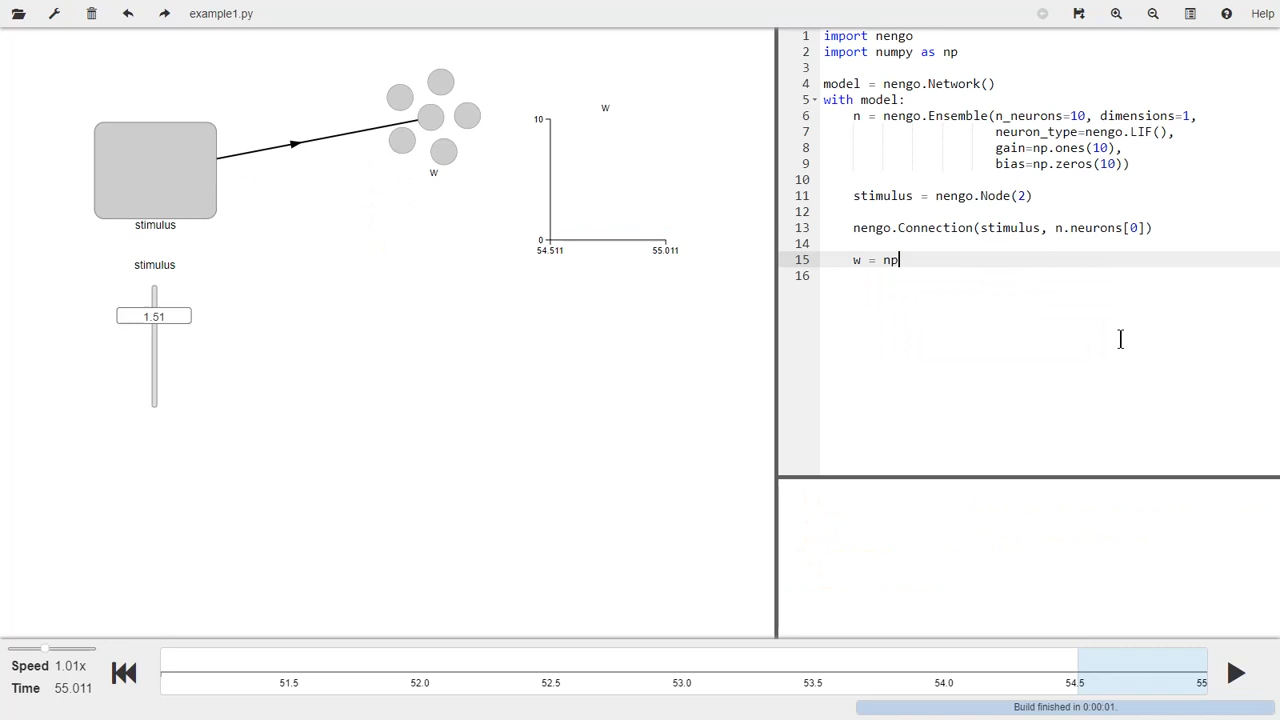 example1.py
Help
w
w
10
0
54.511 55.011
stimulus
stimulus
1.51
1 import nengo
2 import numpy as np
3
4 model = nengo.Network()
5 with model:
6 n = nengo.Ensemble(n_neurons=10, dimensions=1,
7 neuron_type=nengo.LIF(),
8 gain=np.ones(10),
9 bias=np.zeros(10))
10
11 stimulus = nengo.Node(2)
12
13 nengo.Connection(stimulus, n.neurons[0])
14
15 w = np
16
Speed 1.01x
Time 55.011
51.5 52.0 52.5 53.0 53.5 54.0 54.5 55
Build finished in 0:00:01.